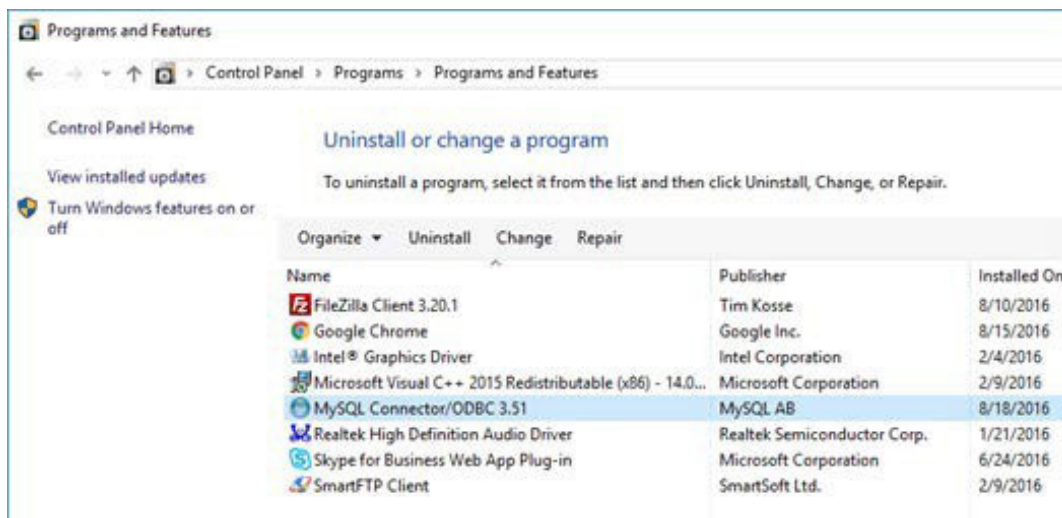 Programs and Features
Control Panel > Programs > Programs and Features
Control Panel Home
Uninstall or change a program
View installed updates
To uninstall a program, select it from the list and then click Uninstall, Change, or Repair.
Turn Windows features on or
off
Organize Uninstall Change Repair
Name Publisher Installed On
FileZilla Client 3.20.1 Tim Kosse 8/10/2016
Google Chrome Google Inc. 8/15/2016
Intel® Graphics Driver Intel Corporation 2/4/2016
Microsoft Visual C++ 2015 Redistributable (x86) - 14.0... Microsoft Corporation 2/9/2016
MySQL Connector/ODBC 3.51 MySQL AB 8/18/2016
Realtek High Definition Audio Driver Realtek Semiconductor Corp. 1/21/2016
Skype for Business Web App Plug-in Microsoft Corporation 6/24/2016
SmartFTP Client SmartSoft Ltd. 2/9/2016